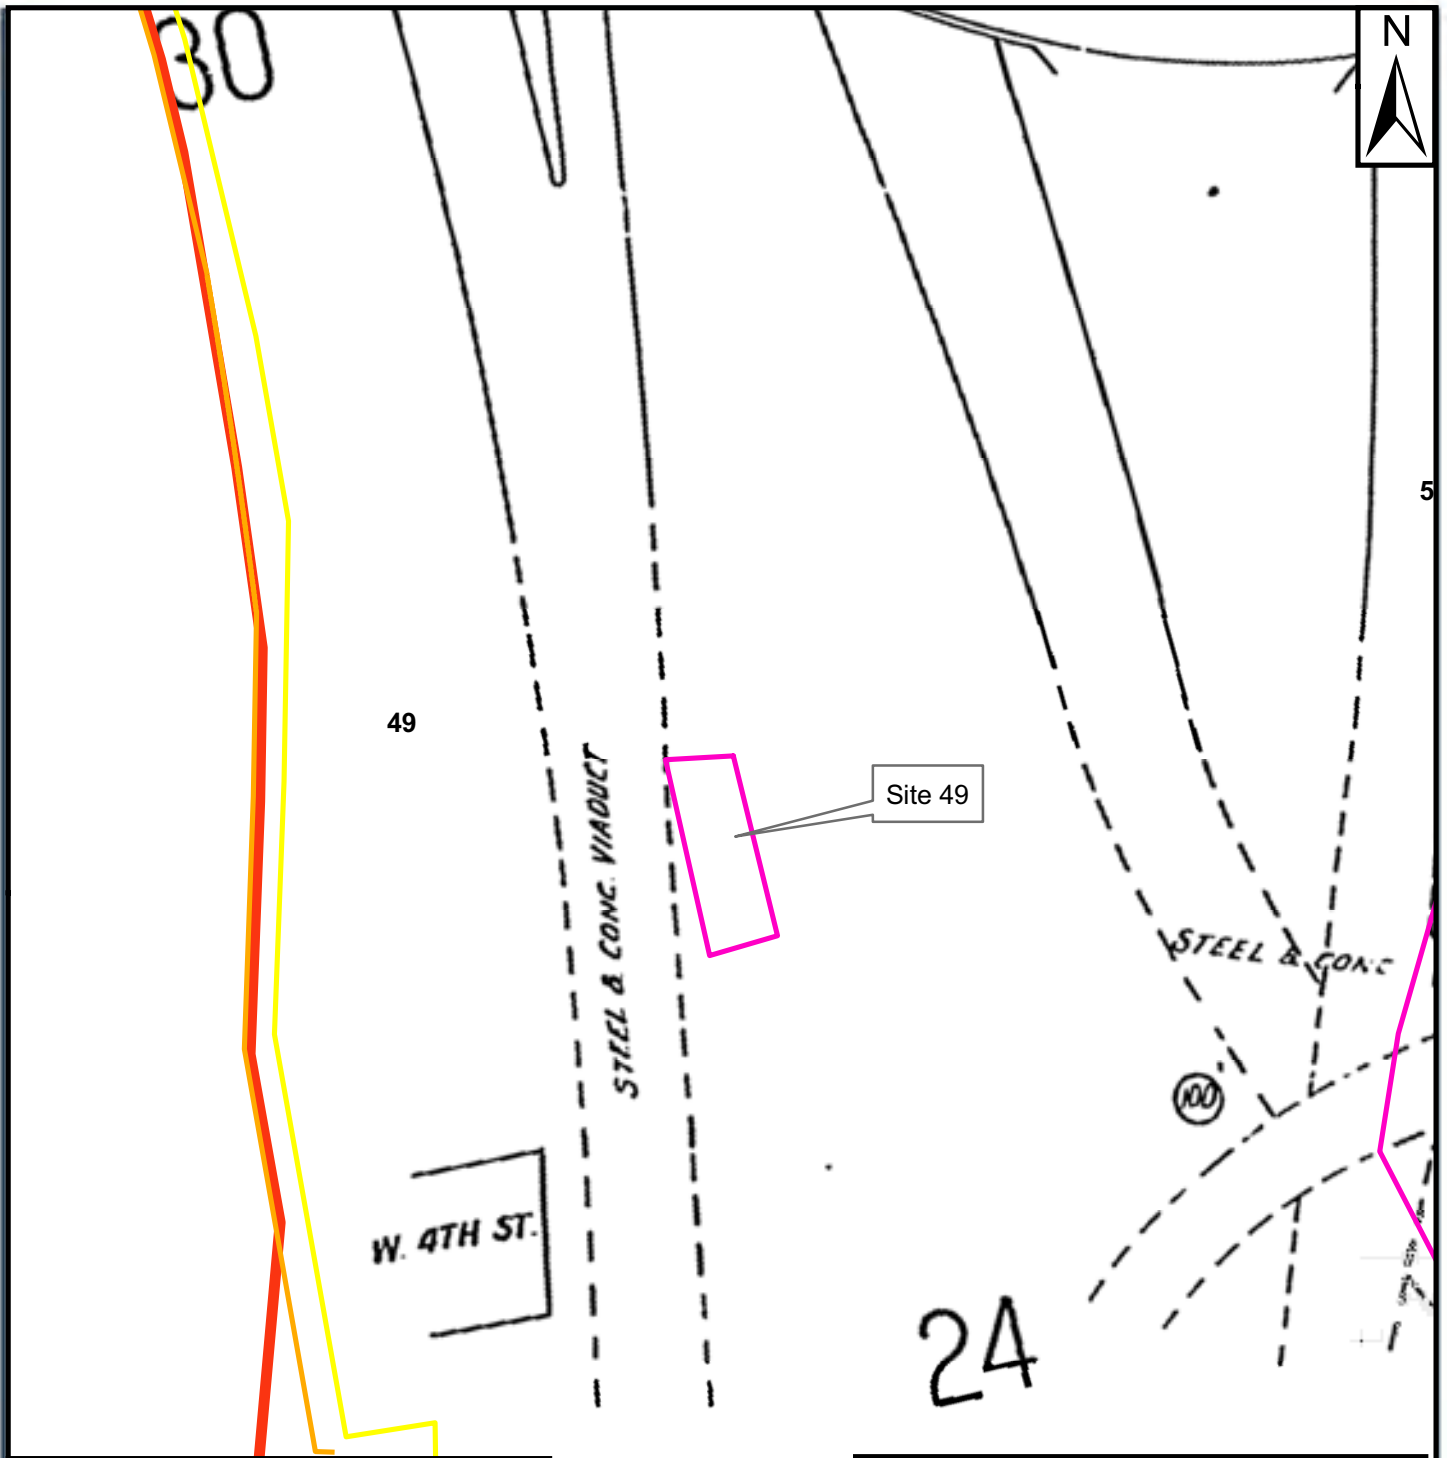 30
N
5
49
Site 49
STEEL & CONC. VIADUCT
STEEL & CONC
100
W. 4TH ST.
24